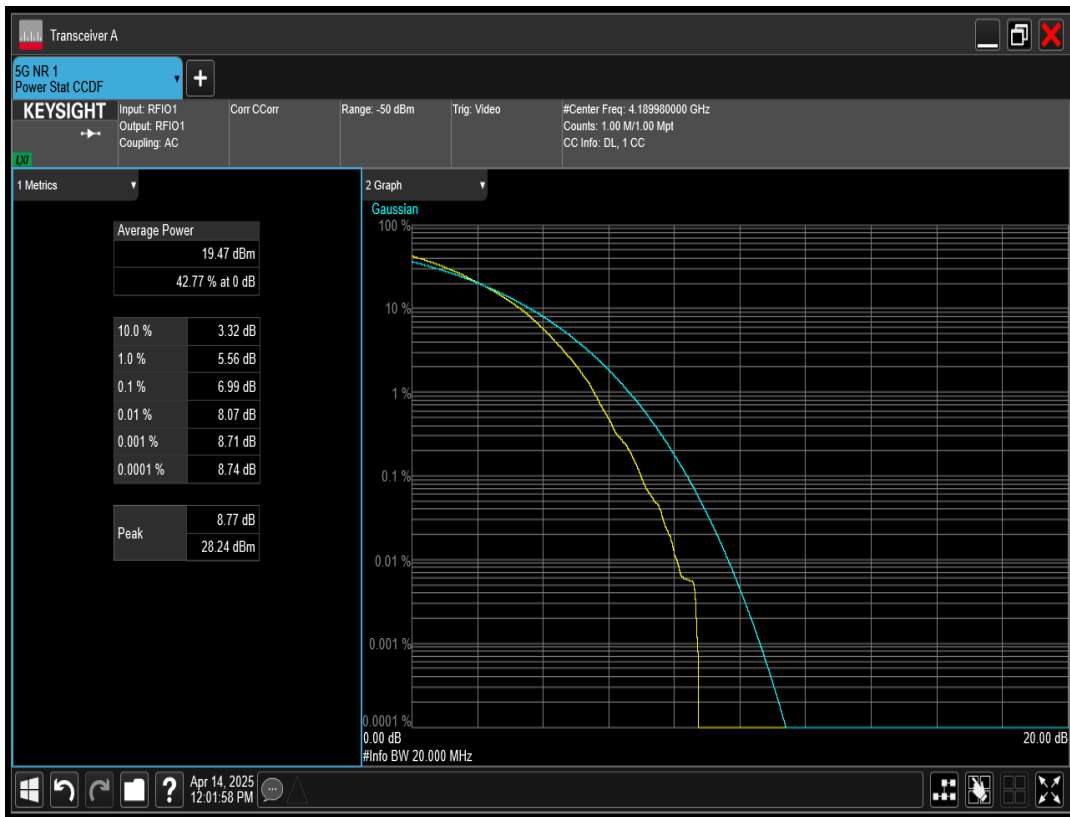 Transceiver A
5G NR 1
Power Stat CCDF
+
KEYSIGHT
LXI
Input: RFIO1
Output: RFIO1
Coupling: AC
Corr CCorr
Range: -50 dBm
Trig: Video
#Center Freq: 4.189980000 GHz
Counts: 1.00 M/1.00 Mpt
CC Info: DL, 1 CC
1 Metrics
Average Power
19.47 dBm
42.77 % at 0 dB
10.0 % 3.32 dB
1.0 % 5.56 dB
0.1 % 6.99 dB
0.01 % 8.07 dB
0.001 % 8.71 dB
0.0001 % 8.74 dB
Peak 8.77 dB
28.24 dBm
2 Graph
Gaussian
100 %
10 %
1 %
0.1 %
0.01 %
0.001 %
0.0001 %
0.00 dB 20.00 dB
#Info BW 20.000 MHz
?
Apr 14, 2025
12:01:58 PM